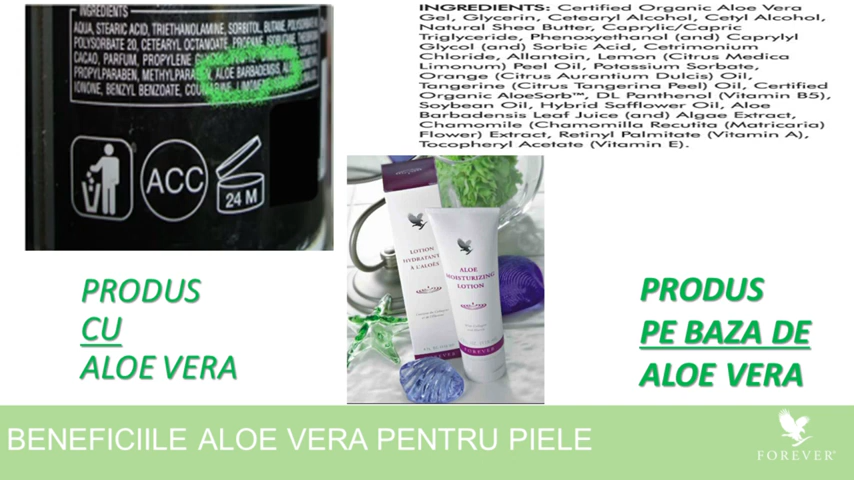 INGREDIENTS:
AQUA, STEARIC ACID, TRIETHANOLAMINE, SORBITOL, BUTANE,
POLYSORBATE 20, CETEARYL OCTANOATE,
CACAO, PARFUM, PROPYLENE
PROPYLPARABEN, ALOE BARBADENSIS,
IONONE, BENZYL BENZOATE,
ACC
24 M
INGREDIENTS: Certified Organic Aloe Vera
Gel, Glycerin, Cetearyl Alcohol, Cetyl Alcohol,
Natural Shea Butter, Caprylic/Capric
Triglyceride, Phenoxyethanol (and) Caprylyl
Glycol (and) Sorbic Acid, Cetrimonium
Chloride, Allantoin, Lemon (Citrus Medica
Limonum) Peel Oil, Potassium Sorbate,
Orange (Citrus Aurantium Dulcis) Oil,
Tangerine (Citrus Tangerina Peel) Oil, Certified
Organic AloeSorb™, DL Panthenol (Vitamin B5),
Soybean Oil, Hybrid Safflower Oil, Aloe
Barbadensis Leaf Juice (and) Algae Extract,
Chamomile (Chamomilla Recutita (Matricaria)
Flower) Extract, Retinyl Palmitate (Vitamin A),
Tocopheryl Acetate (Vitamin E).
LOTION
HYDRATANTE
À L'ALOÈS
ALOE
MOISTURIZING
LOTION
FOREVER
FOREVER
PRODUS
CU
ALOE VERA
PRODUS
PE BAZA DE
ALOE VERA
BENEFICIILE ALOE VERA PENTRU PIELE
FOREVER